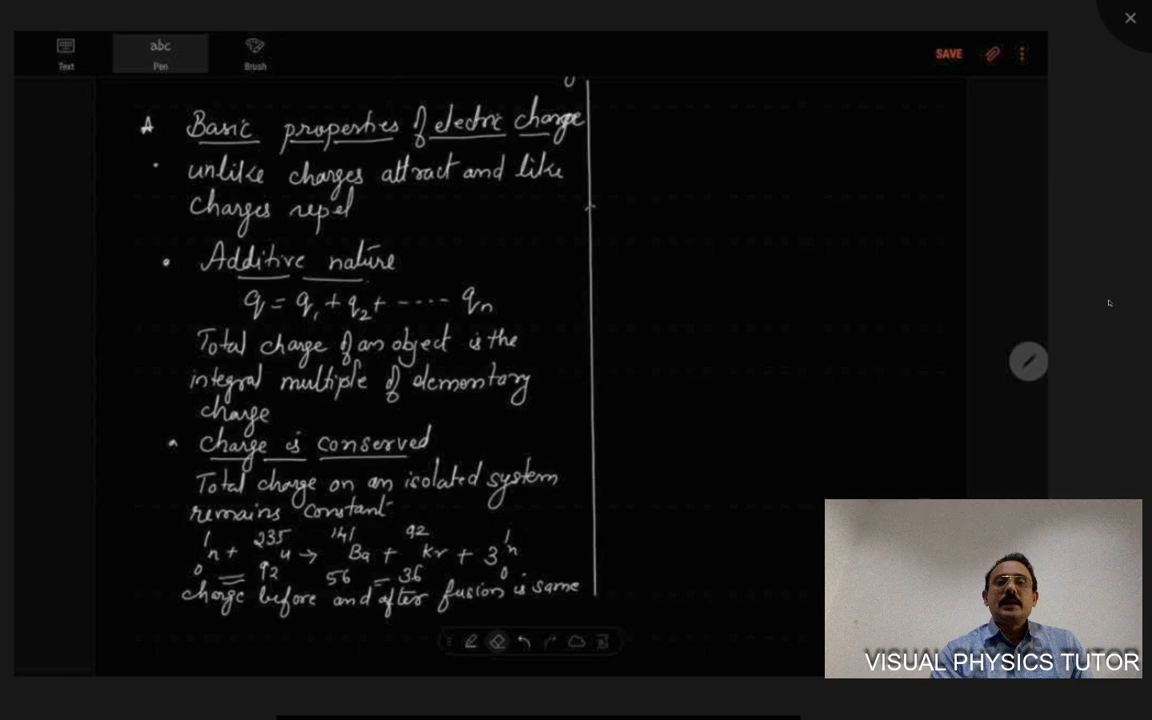 Text
abc
Pen
Brush
SAVE
Basic properties of electric charge
unlike charges attract and like
charges repel
Additive nature
q = q₁ + q₂ + ---- qₙ
Total charge of an object is the
integral multiple of elementary
charge
charge is conserved
Total charge on an isolated system
remains constant
1 235 141 92 1
n + u → Ba + Kr + 3 n
0 92 56 36 0
charge before and after fusion is same
VISUAL PHYSICS TUTOR